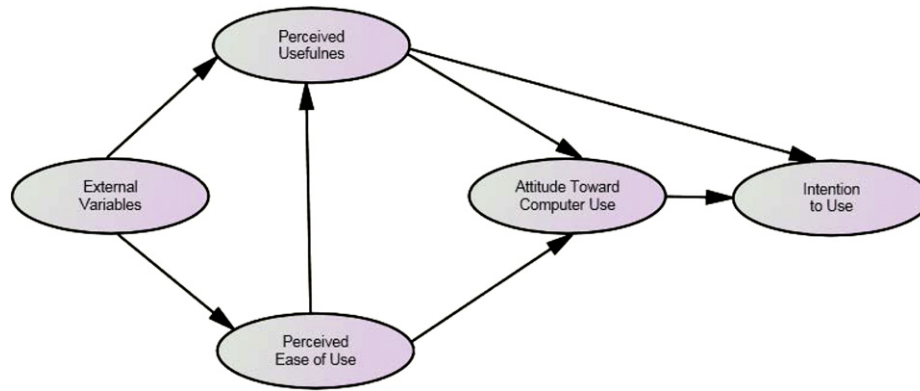 Perceived
Usefulnes
External
Variables
Attitude Toward
Computer Use
Intention
to Use
Perceived
Ease of Use